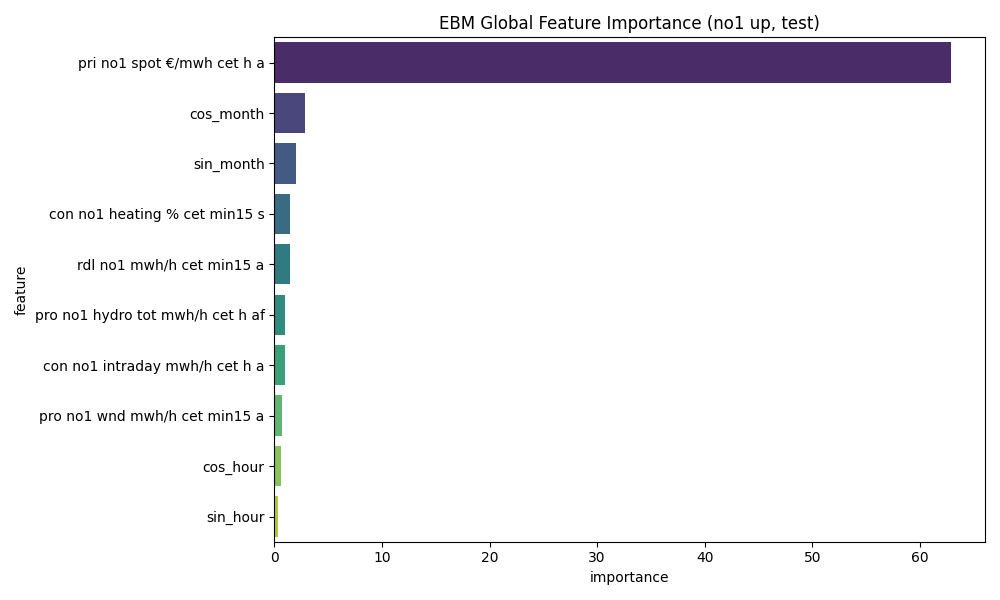 EBM Global Feature Importance (no1 up, test)
pri no1 spot €/mwh cet h a
cos_month
sin_month
con no1 heating % cet min15 s
rdl no1 mwh/h cet min15 a
pro no1 hydro tot mwh/h cet h af
con no1 intraday mwh/h cet h a
pro no1 wnd mwh/h cet min15 a
cos_hour
sin_hour
feature
0 10 20 30 40 50 60
importance